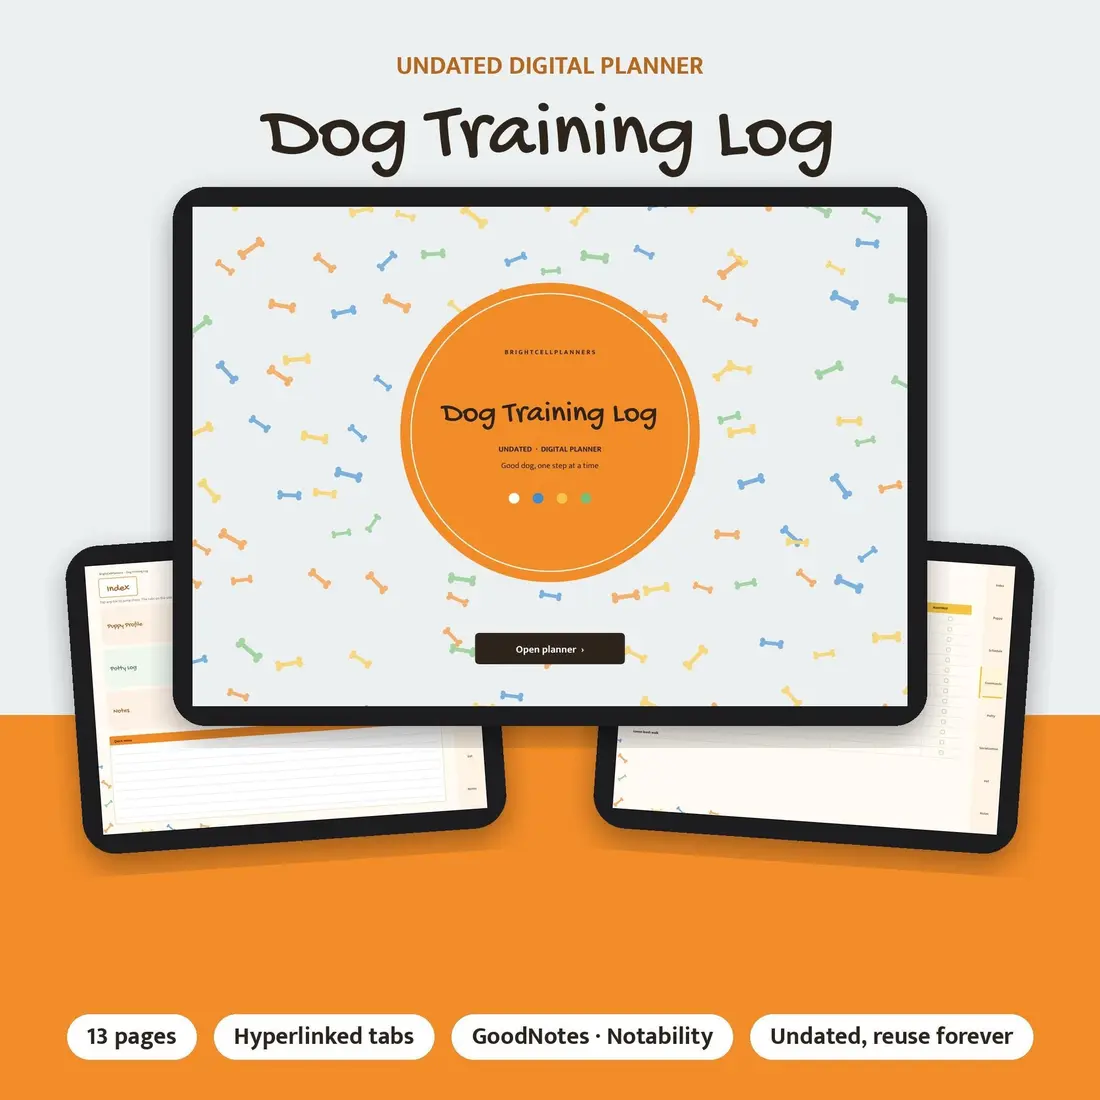 UNDATED DIGITAL PLANNER
Dog Training Log
BRIGHTCELLPLANNERS
Dog Training Log
UNDATED · DIGITAL PLANNER
Good dog, one step at a time
Open planner ›
Index
Puppy Profile
Potty Log
Notes
13 pages
Hyperlinked tabs
GoodNotes · Notability
Undated, reuse forever